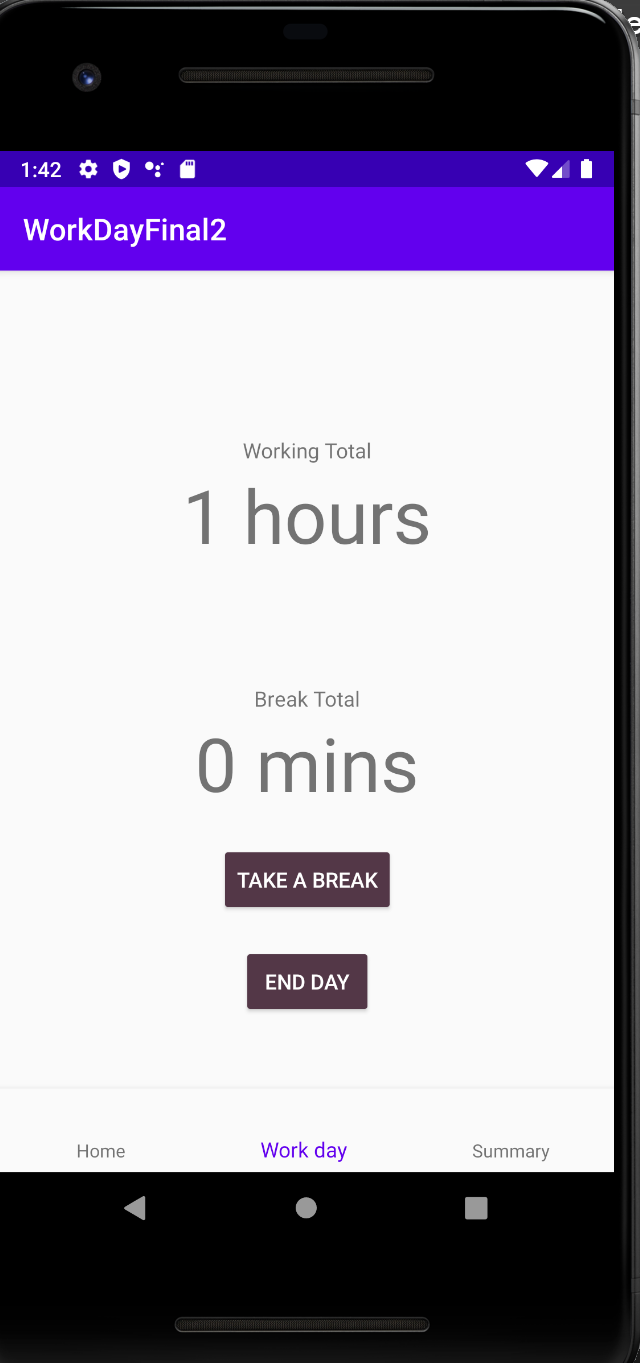 1:42
WorkDayFinal2
Working Total
1 hours
Break Total
0 mins
TAKE A BREAK
END DAY
Home Work day Summary